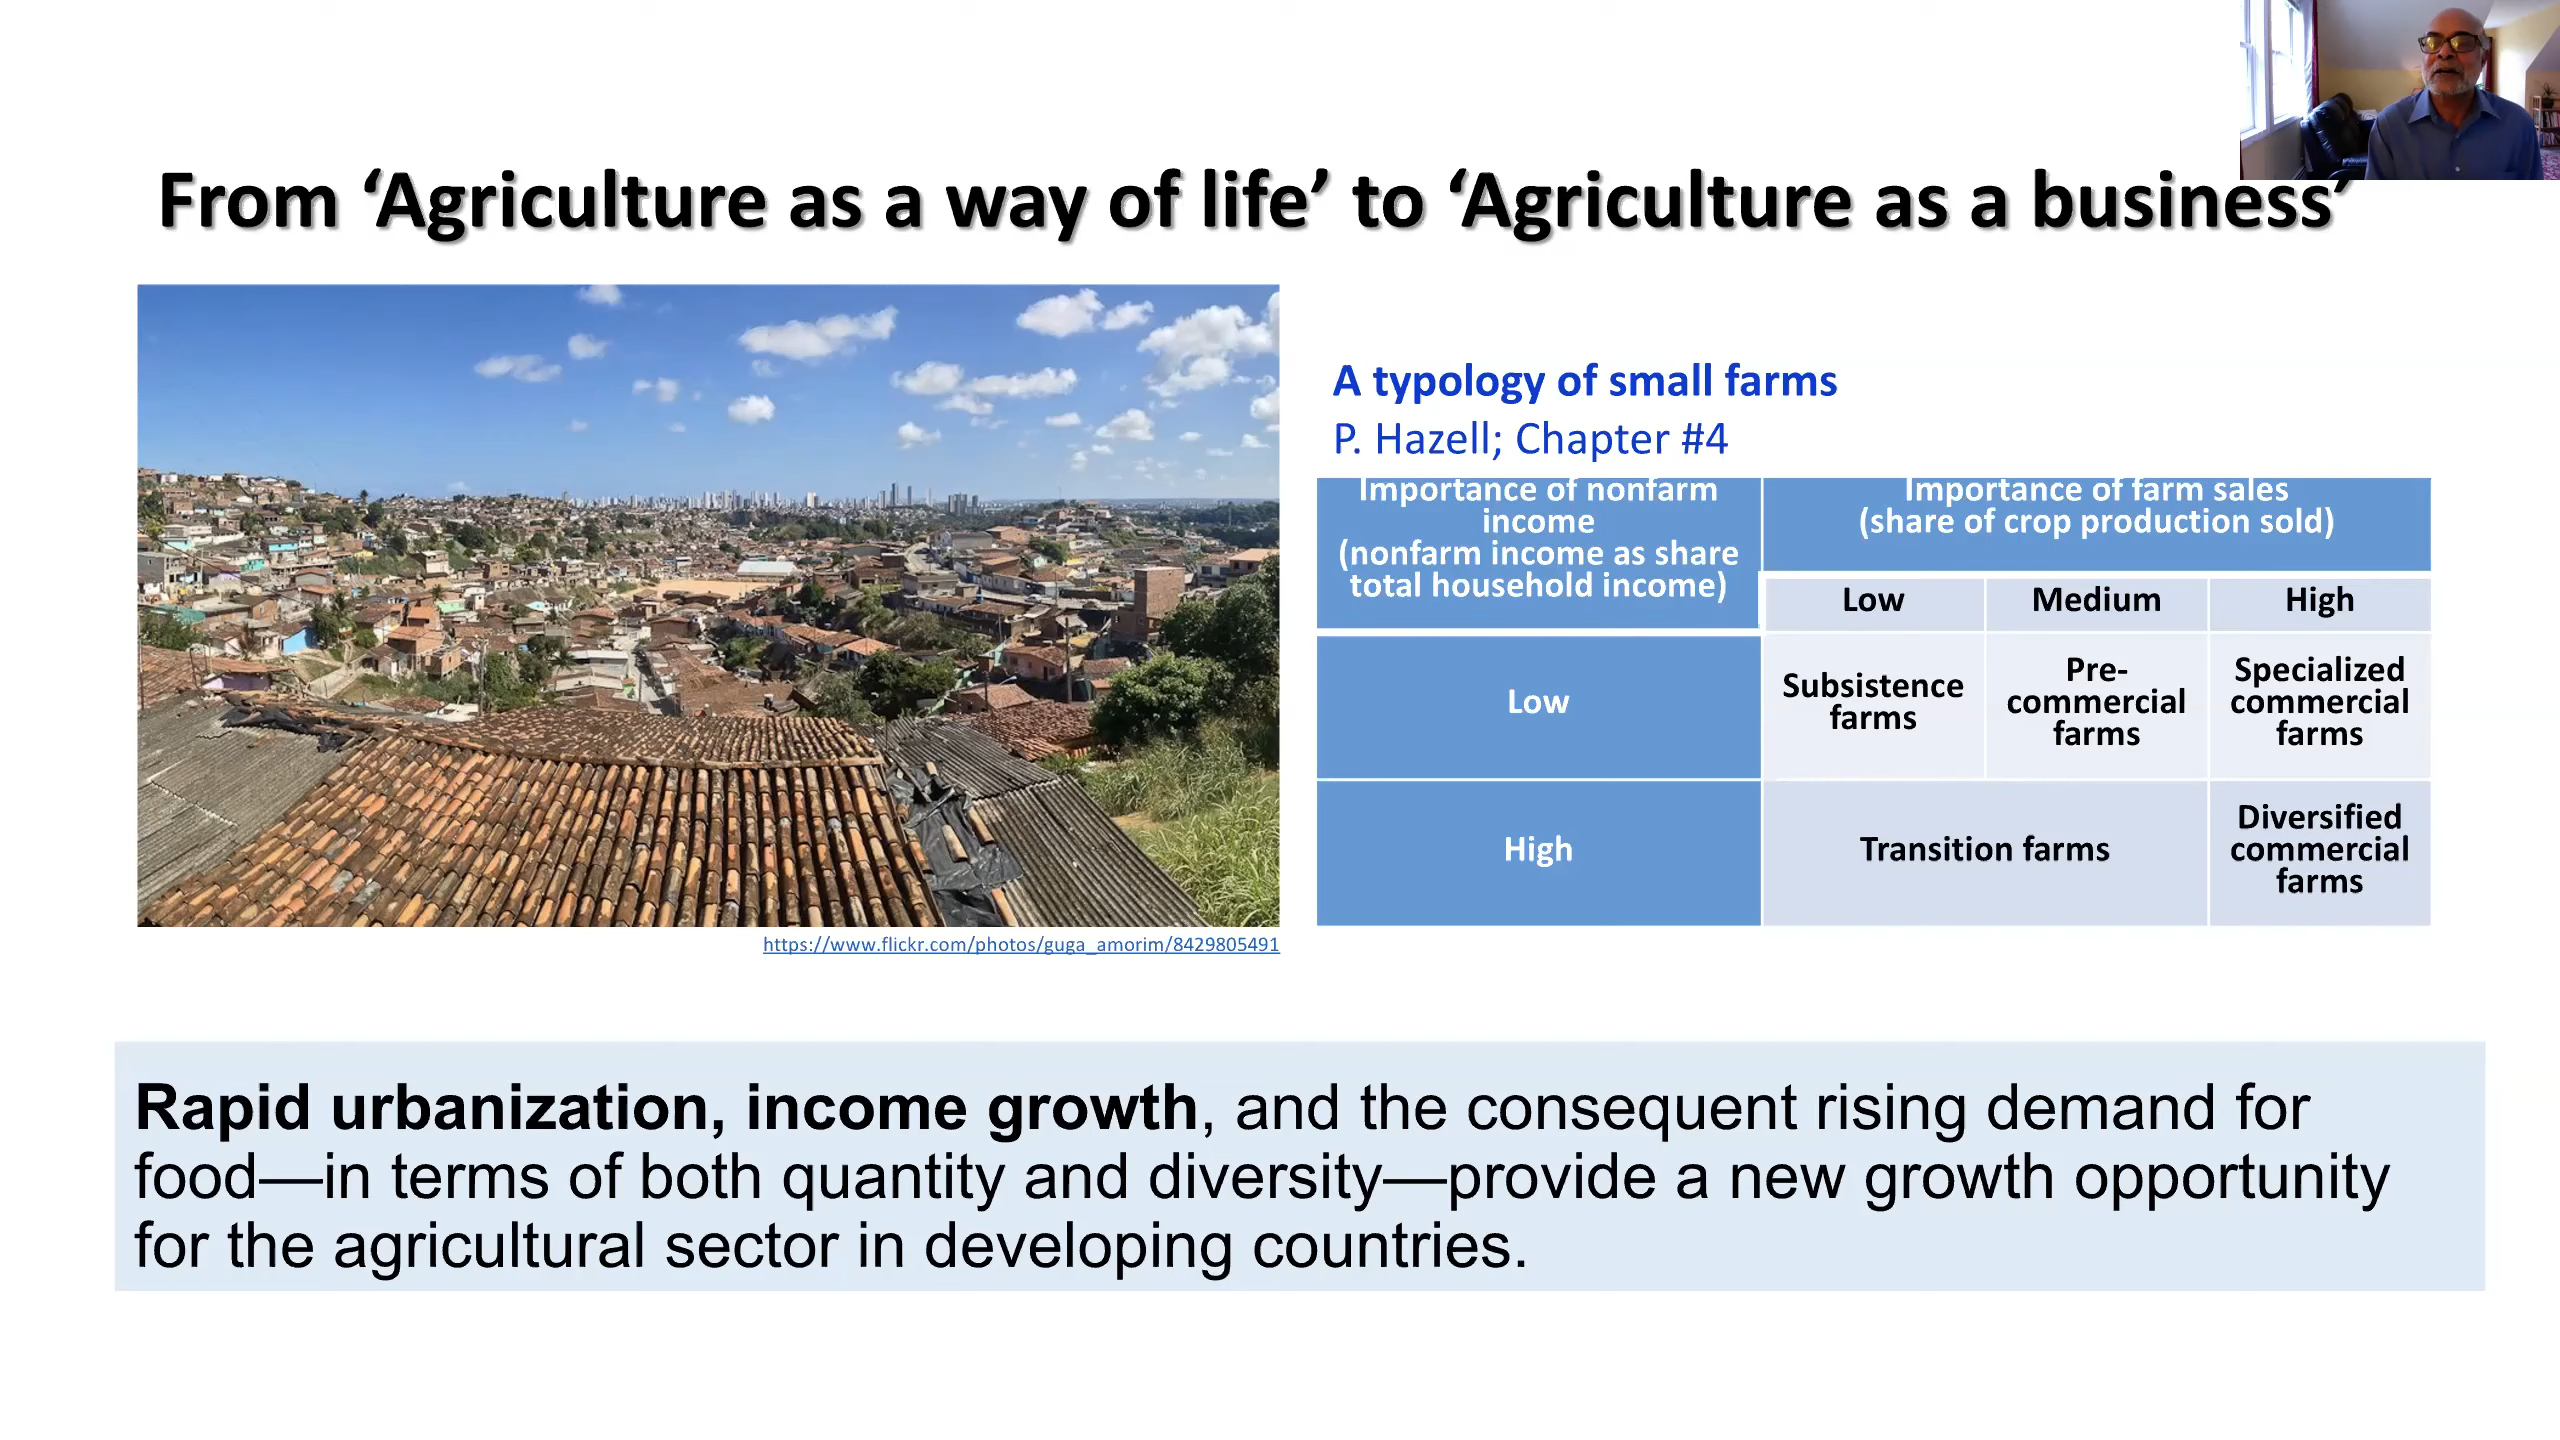 From ‘Agriculture as a way of life’ to ‘Agriculture as a business’
A typology of small farms
P. Hazell; Chapter #4
Importance of nonfarm
income
(nonfarm income as share
total household income)
Importance of farm sales
(share of crop production sold)
Low
Medium
High
Low
Subsistence
farms
Pre-
commercial
farms
Specialized
commercial
farms
High
Transition farms
Diversified
commercial
farms
https://www.flickr.com/photos/guga_amorim/8429805491
Rapid urbanization, income growth, and the consequent rising demand for
food—in terms of both quantity and diversity—provide a new growth opportunity
for the agricultural sector in developing countries.